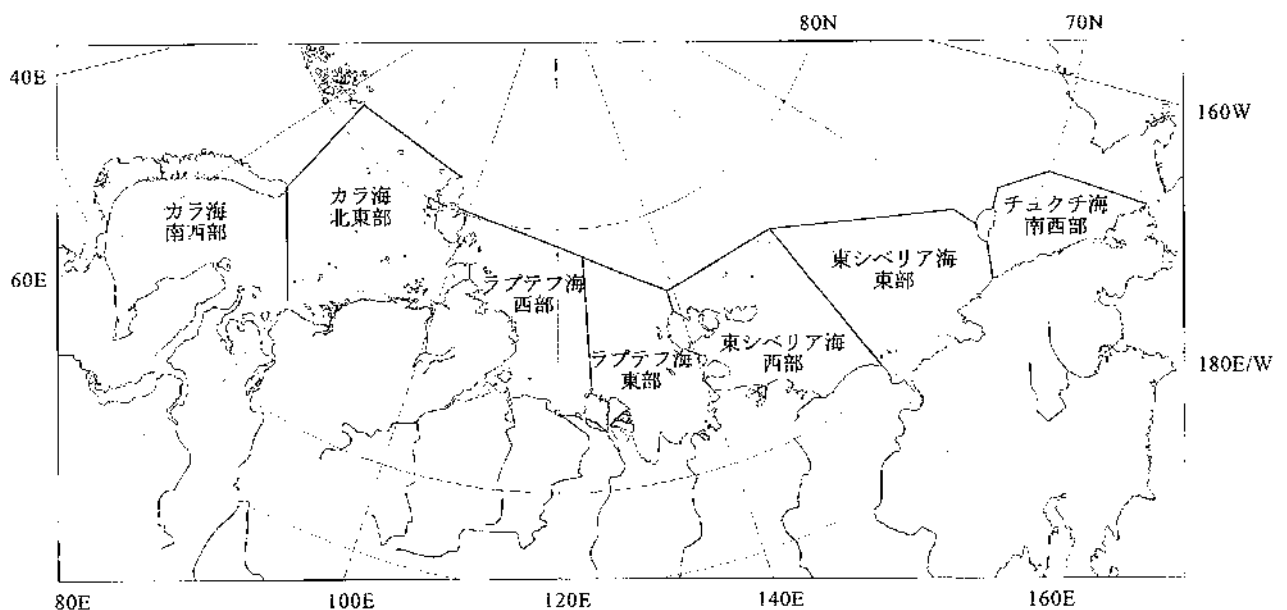 80N
70N
40E
160W
カラ海
南西部
カラ海
北東部
チュクチ海
南西部
東シベリア海
東部
60E
ラプテフ海
西部
ラプテフ海
東部
東シベリア海
西部
180E/W
80E
100E
120E
140E
160E